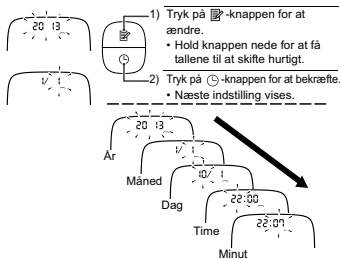 20 13
1/ 1
1) Tryk på -knappen for at
ændre.
• Hold knappen nede for at få
tallene til at skifte hurtigt.
2) Tryk på -knappen for at bekræfte.
• Næste indstilling vises.
20 13
År
1/ 1
Måned
10/ 1
Dag
22:00
Time
22:09
Minut